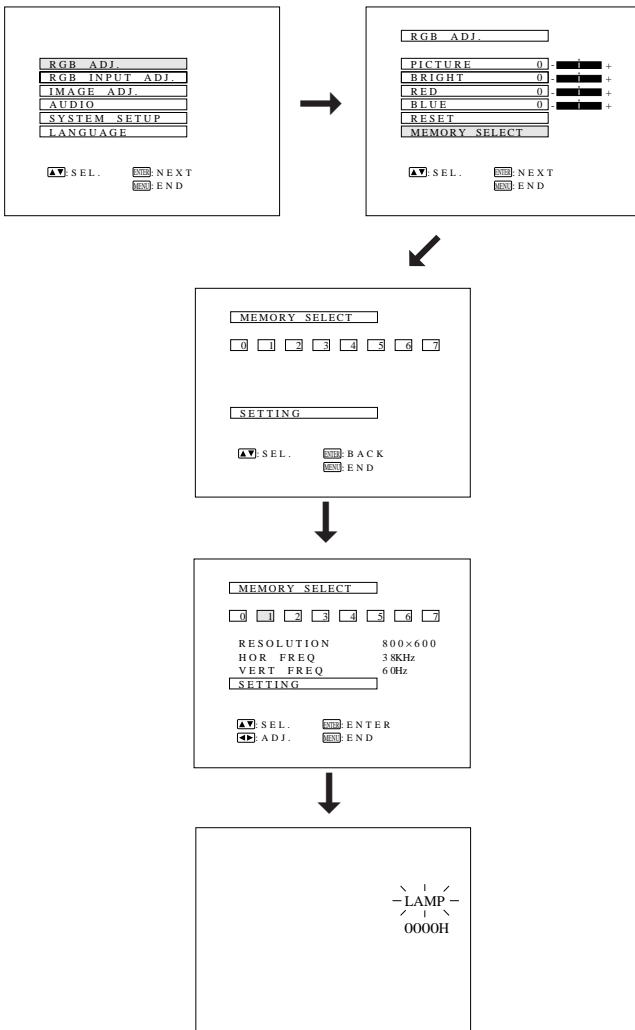 RGB ADJ.
RGB INPUT ADJ.
IMAGE ADJ.
AUDIO
SYSTEM SETUP
LANGUAGE
▲▼:SEL. ENTER:NEXT
MENU:END
RGB ADJ.
PICTURE 0 - +
BRIGHT 0 - +
RED 0 - +
BLUE 0 - +
RESET
MEMORY SELECT
▲▼:SEL. ENTER:NEXT
MENU:END
MEMORY SELECT
0 1 2 3 4 5 6 7
SETTING
▲▼:SEL. ENTER:BACK
MENU:END
MEMORY SELECT
0 1 2 3 4 5 6 7
RESOLUTION 800×600
HOR FREQ 38KHz
VERT FREQ 60Hz
SETTING
▲▼:SEL. ENTER:ENTER
◀▶:ADJ. MENU:END
LAMP
0000H